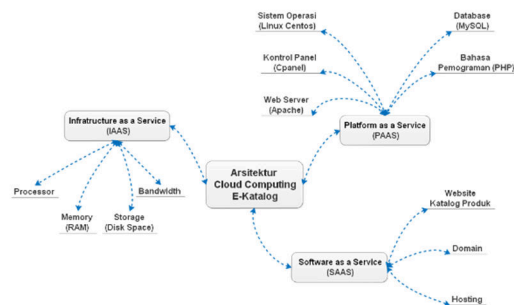 Sistem Operasi
(Linux Centos)
Database
(MySQL)
Kontrol Panel
(Cpanel)
Bahasa
Pemograman (PHP)
Web Server
(Apache)
Infratructure as a Service
(IAAS)
Platform as a Service
(PAAS)
Arsitektur
Cloud Computing
E-Katalog
Processor
Bandwidth
Memory
(RAM)
Storage
(Disk Space)
Website
Katalog Produk
Domain
Software as a Service
(SAAS)
Hosting